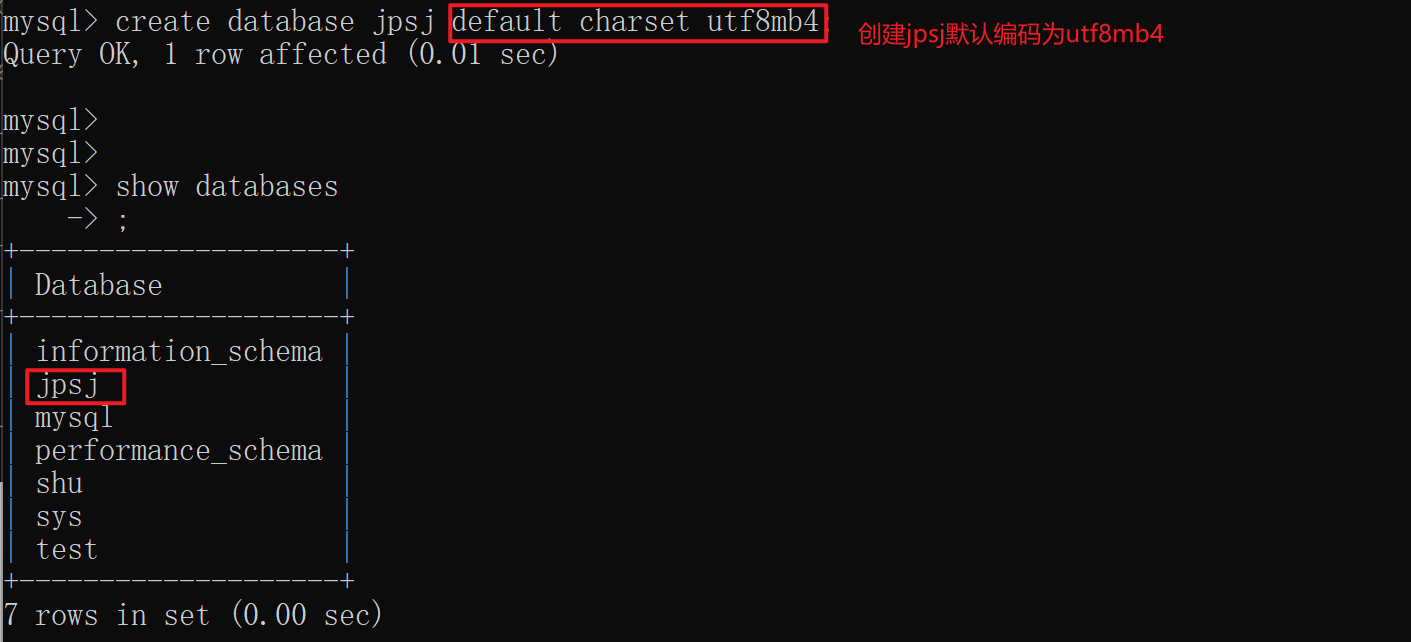 mysql> create database jpsj default charset utf8mb4;
创建jpsj默认编码为utf8mb4
Query OK, 1 row affected (0.01 sec)
mysql>
mysql>
mysql> show databases
-> ;
+--------------------+
| Database |
+--------------------+
| information_schema |
| jpsj |
| mysql |
| performance_schema |
| shu |
| sys |
| test |
+--------------------+
7 rows in set (0.00 sec)